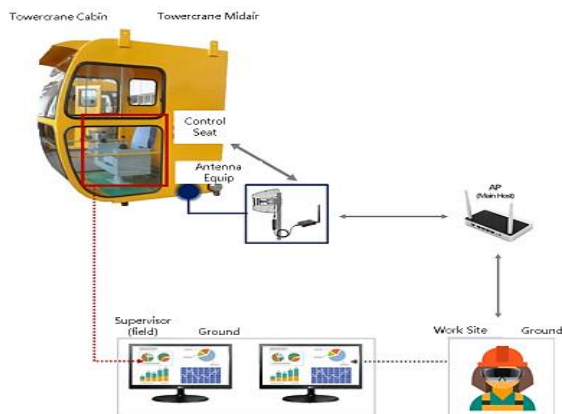 Towercrane Cabin
Towercrane Midair
Control
Seat
Antenna
Equip
AP
(Main Host)
Supervisor
(field)
Ground
Work Site
Ground